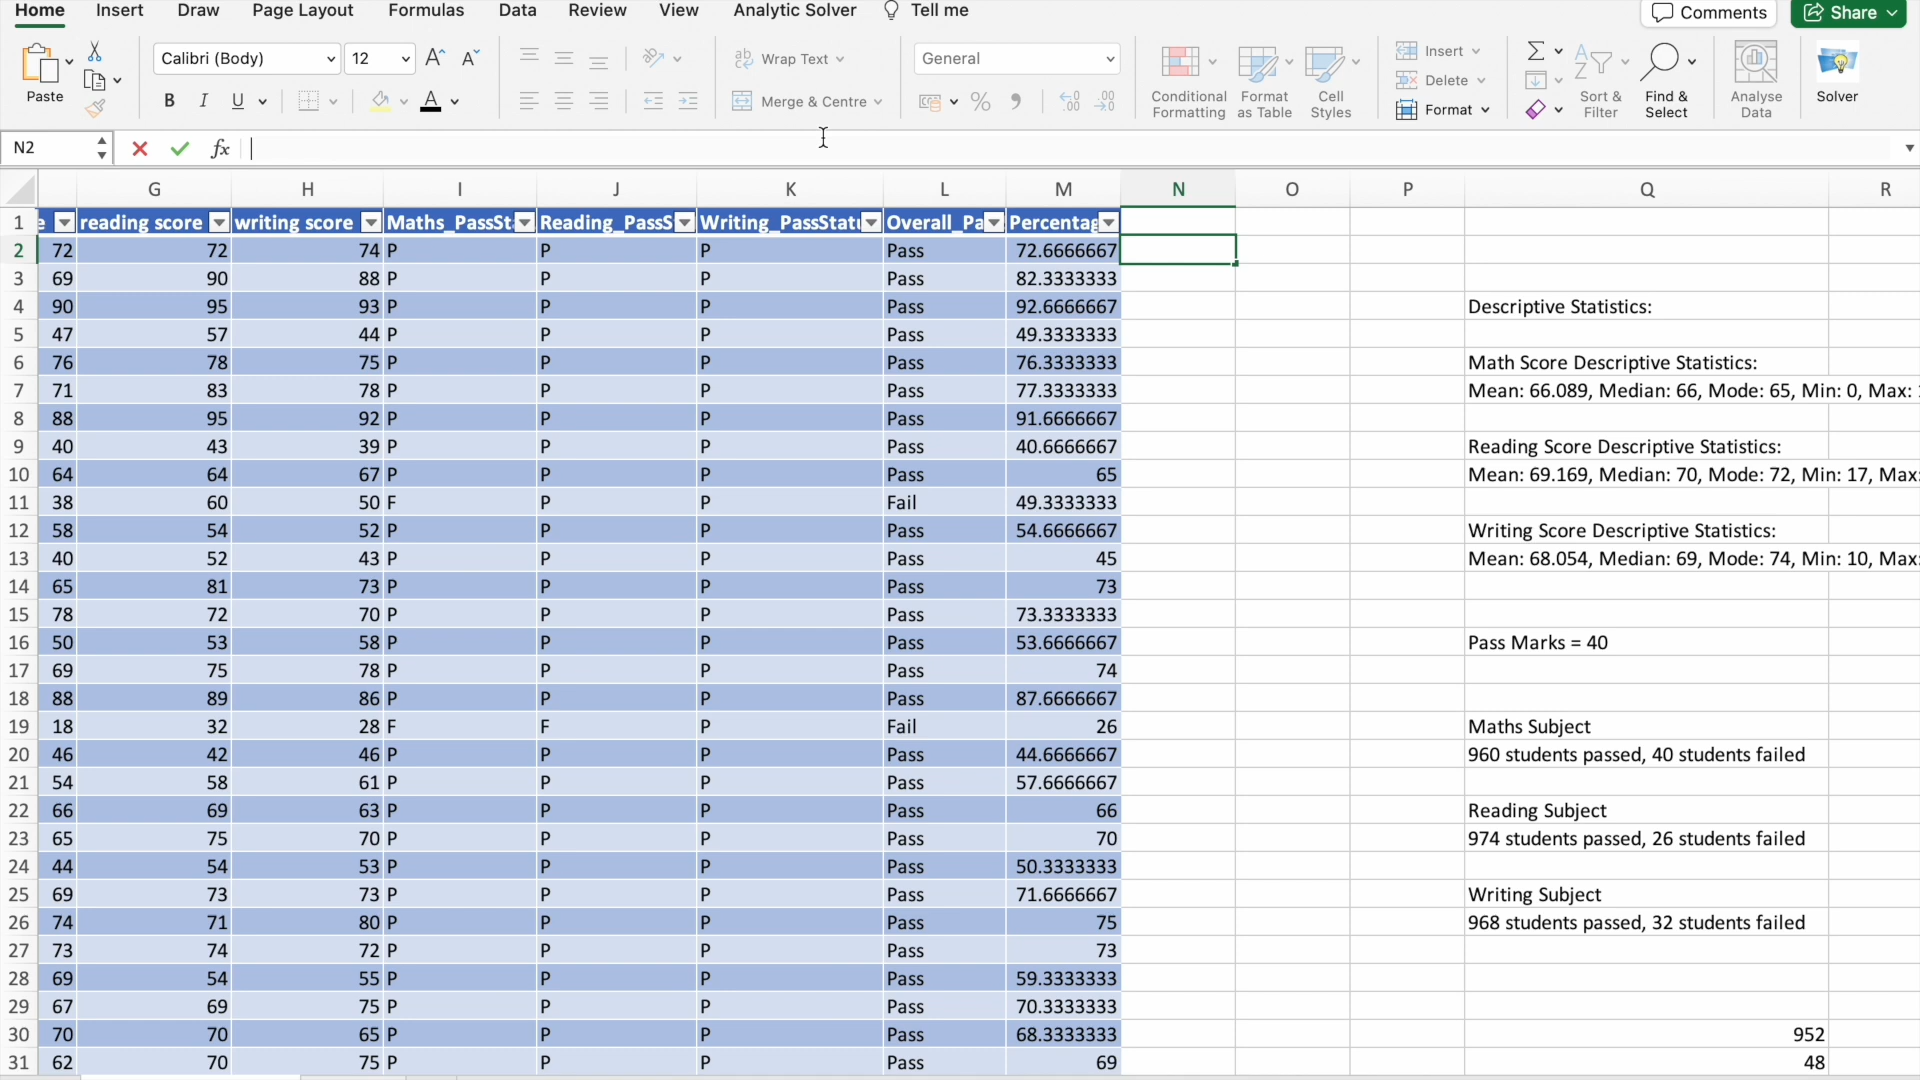 Home Insert Draw Page Layout Formulas Data Review View Analytic Solver Tell me Comments Share
Calibri (Body) 12 Wrap Text General Insert
Paste B I U A Merge & Centre Delete Format
Conditional Formatting Format as Table Cell Styles Sort & Filter Find & Select Analyse Data Solver
N2 fx
G H I J K L M N O P Q R
1 e reading score writing score Maths_PassSt Reading_PassS Writing_PassStatu Overall_Pa Percentag
2 72 72 74 P P P Pass 72.6666667
3 69 90 88 P P P Pass 82.3333333
4 90 95 93 P P P Pass 92.6666667 Descriptive Statistics:
5 47 57 44 P P P Pass 49.3333333
6 76 78 75 P P P Pass 76.3333333 Math Score Descriptive Statistics:
7 71 83 78 P P P Pass 77.3333333 Mean: 66.089, Median: 66, Mode: 65, Min: 0, Max:
8 88 95 92 P P P Pass 91.6666667
9 40 43 39 P P P Pass 40.6666667 Reading Score Descriptive Statistics:
10 64 64 67 P P P Pass 65 Mean: 69.169, Median: 70, Mode: 72, Min: 17, Max:
11 38 60 50 F P P Fail 49.3333333
12 58 54 52 P P P Pass 54.6666667 Writing Score Descriptive Statistics:
13 40 52 43 P P P Pass 45 Mean: 68.054, Median: 69, Mode: 74, Min: 10, Max:
14 65 81 73 P P P Pass 73
15 78 72 70 P P P Pass 73.3333333
16 50 53 58 P P P Pass 53.6666667 Pass Marks = 40
17 69 75 78 P P P Pass 74
18 88 89 86 P P P Pass 87.6666667
19 18 32 28 F F P Fail 26 Maths Subject
20 46 42 46 P P P Pass 44.6666667 960 students passed, 40 students failed
21 54 58 61 P P P Pass 57.6666667
22 66 69 63 P P P Pass 66 Reading Subject
23 65 75 70 P P P Pass 70 974 students passed, 26 students failed
24 44 54 53 P P P Pass 50.3333333
25 69 73 73 P P P Pass 71.6666667 Writing Subject
26 74 71 80 P P P Pass 75 968 students passed, 32 students failed
27 73 74 72 P P P Pass 73
28 69 54 55 P P P Pass 59.3333333
29 67 69 75 P P P Pass 70.3333333
30 70 70 65 P P P Pass 68.3333333 952
31 62 70 75 P P P Pass 69 48